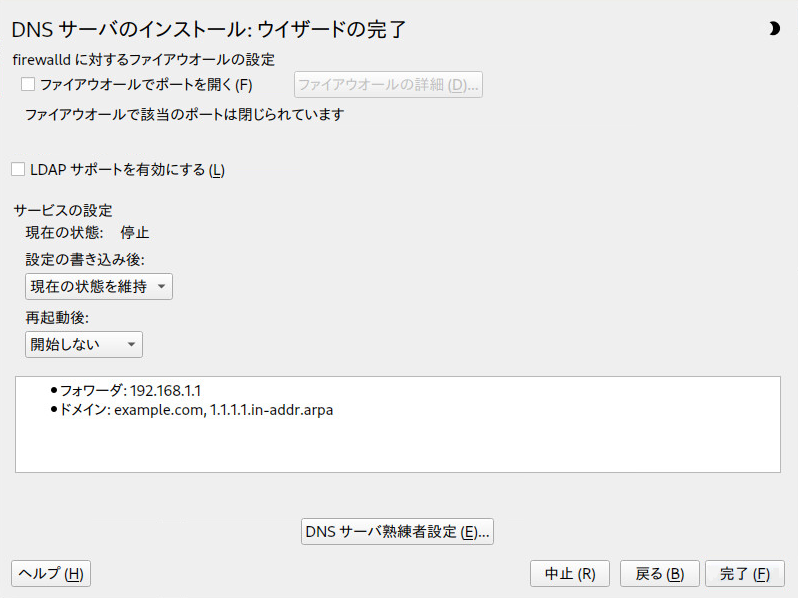 DNS サーバのインストール: ウイザードの完了
firewalld に対するファイアウオールの設定
ファイアウオールでポートを開く(F)
ファイアウオールの詳細 (D)...
ファイアウオールで該当のポートは閉じられています
LDAP サポートを有効にする (L)
サービスの設定
現在の状態: 停止
設定の書き込み後:
現在の状態を維持
再起動後:
開始しない
●フォワーダ: 192.168.1.1
●ドメイン: example.com, 1.1.1.1.in-addr.arpa
DNS サーバ熟練者設定 (E)...
ヘルプ (H)
中止 (R)
戻る (B)
完了 (F)